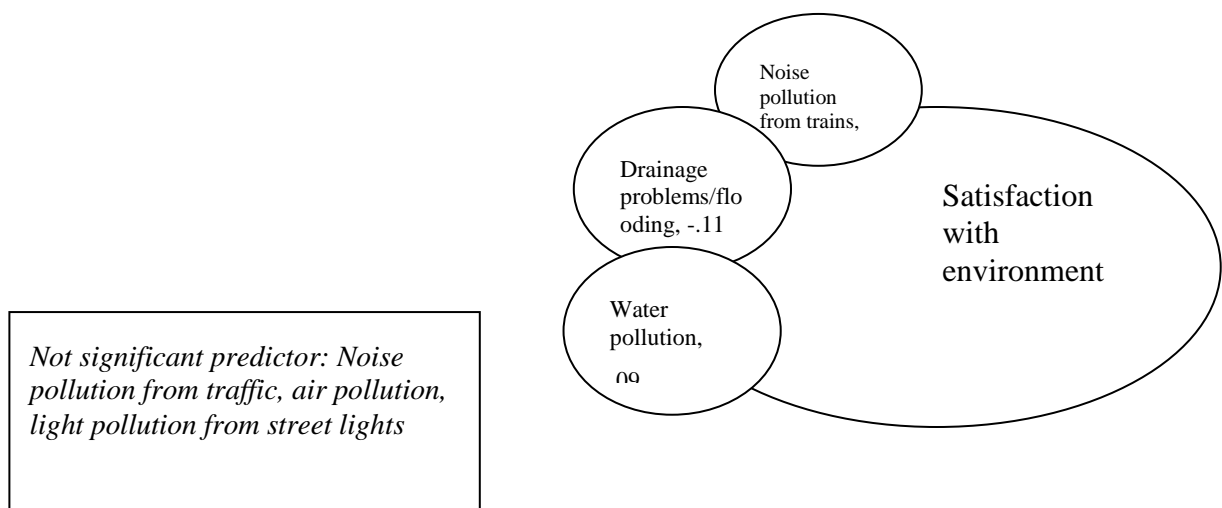 Noise
pollution
from trains,
Drainage
problems/flo
oding, -.11
Water
pollution,
Satisfaction
with
environment
Not significant predictor: Noise
pollution from traffic, air pollution,
light pollution from street lights